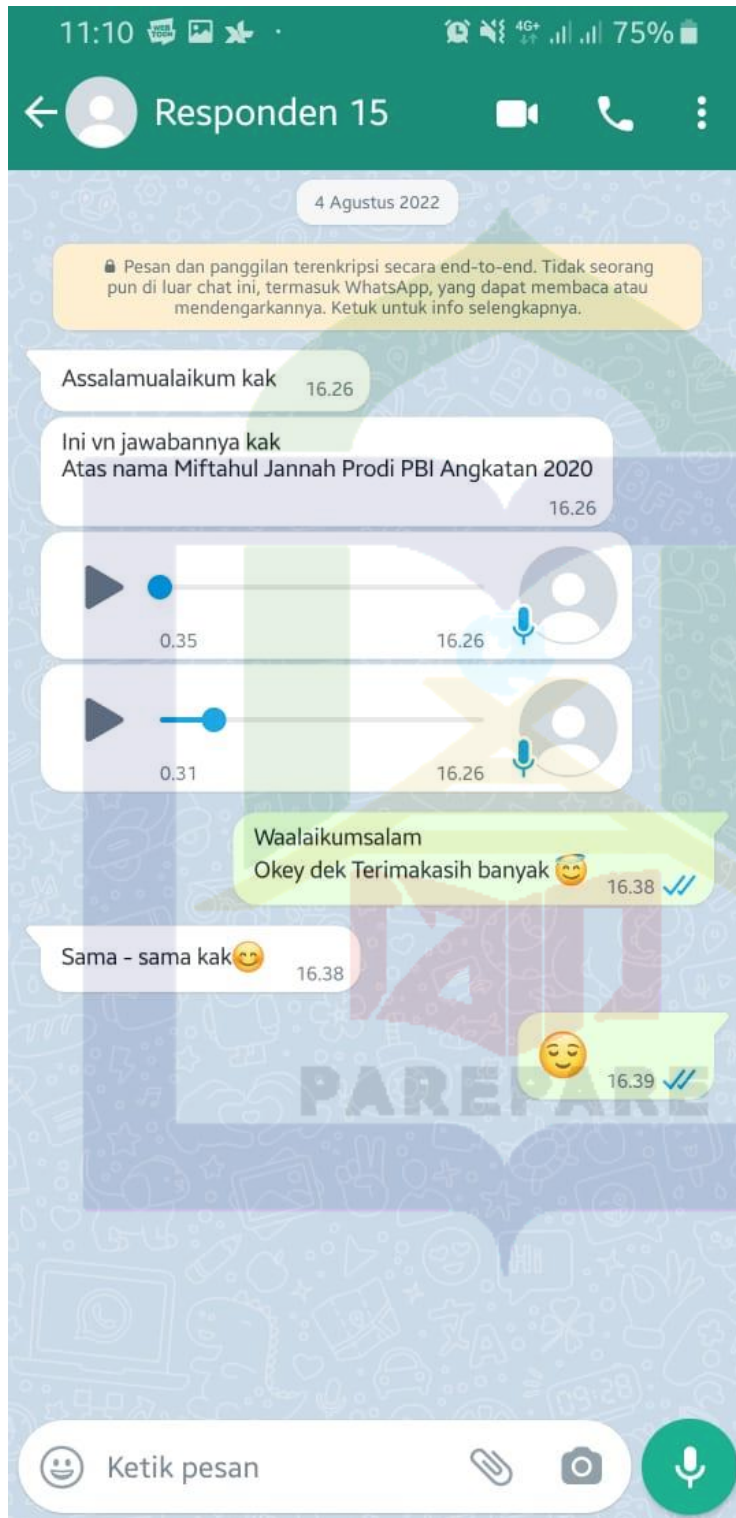 11:10 4G+ 75%
Responden 15
4 Agustus 2022
Pesan dan panggilan terenkripsi secara end-to-end. Tidak seorang
pun di luar chat ini, termasuk WhatsApp, yang dapat membaca atau
mendengarkannya. Ketuk untuk info selengkapnya.
Assalamualaikum kak 16.26
Ini vn jawabannya kak
Atas nama Miftahul Jannah Prodi PBI Angkatan 2020
16.26
0.35 16.26
0.31 16.26
Waalaikumsalam
Okey dek Terimakasih banyak 😇 16.38
Sama - sama kak😊 16.38
😌 16.39
PAREPARE
Ketik pesan